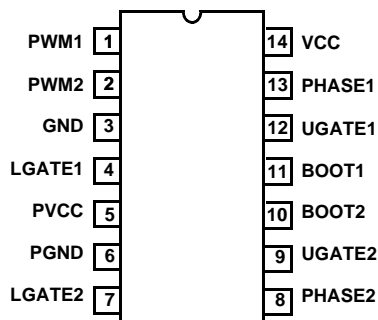 PWM1 1 14 VCC
PWM2 2 13 PHASE1
GND 3 12 UGATE1
LGATE1 4 11 BOOT1
PVCC 5 10 BOOT2
PGND 6 9 UGATE2
LGATE2 7 8 PHASE2